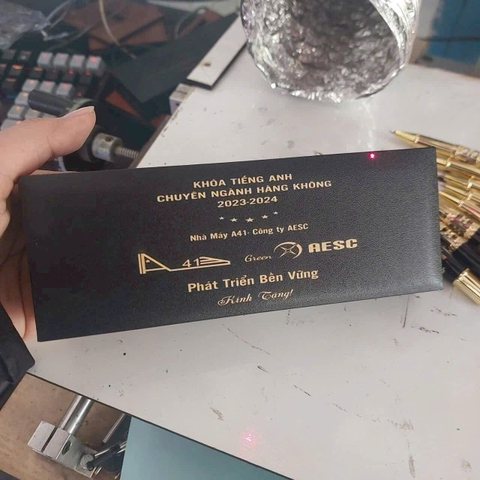 KHÓA TIẾNG ANH
CHUYÊN NGÀNH HÀNG KHÔNG
2023-2024
Nhà Máy A41- Công ty AESC
A 41 Green AESC
Phát Triển Bền Vững
Kính Tặng!